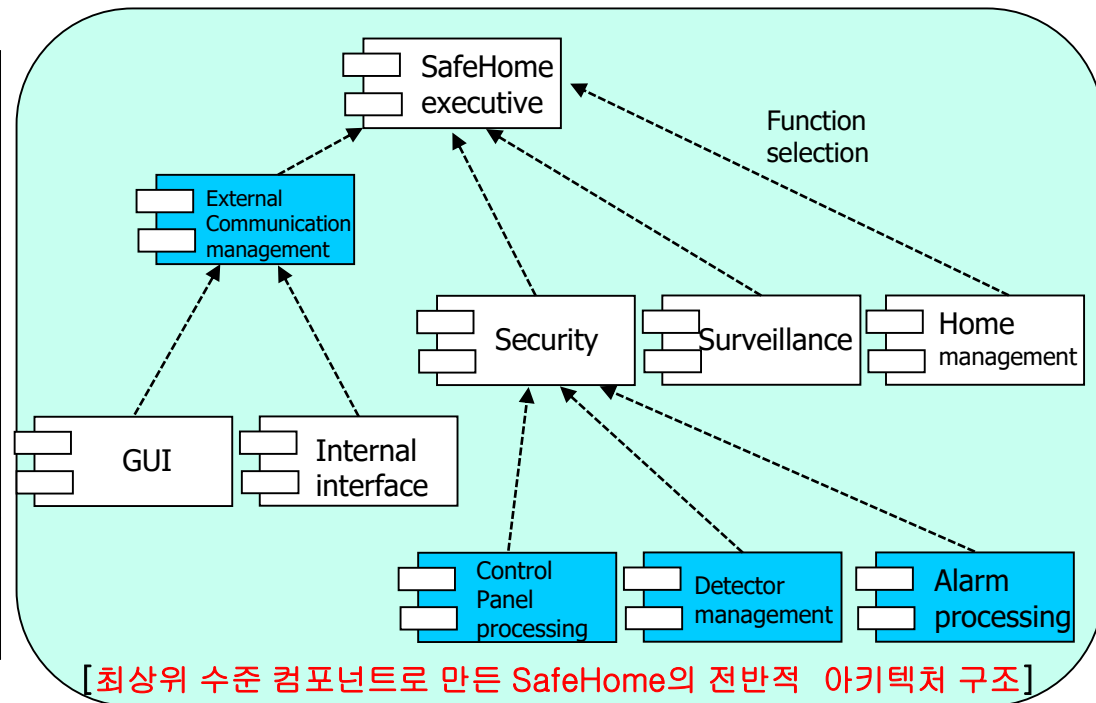 SafeHome
executive
Function
selection
External
Communication
management
Security
Surveillance
Home
management
GUI
Internal
interface
Control
Panel
processing
Detector
management
Alarm
processing
[최상위 수준 컴포넌트로 만든 SafeHome의 전반적 아키텍처 구조]